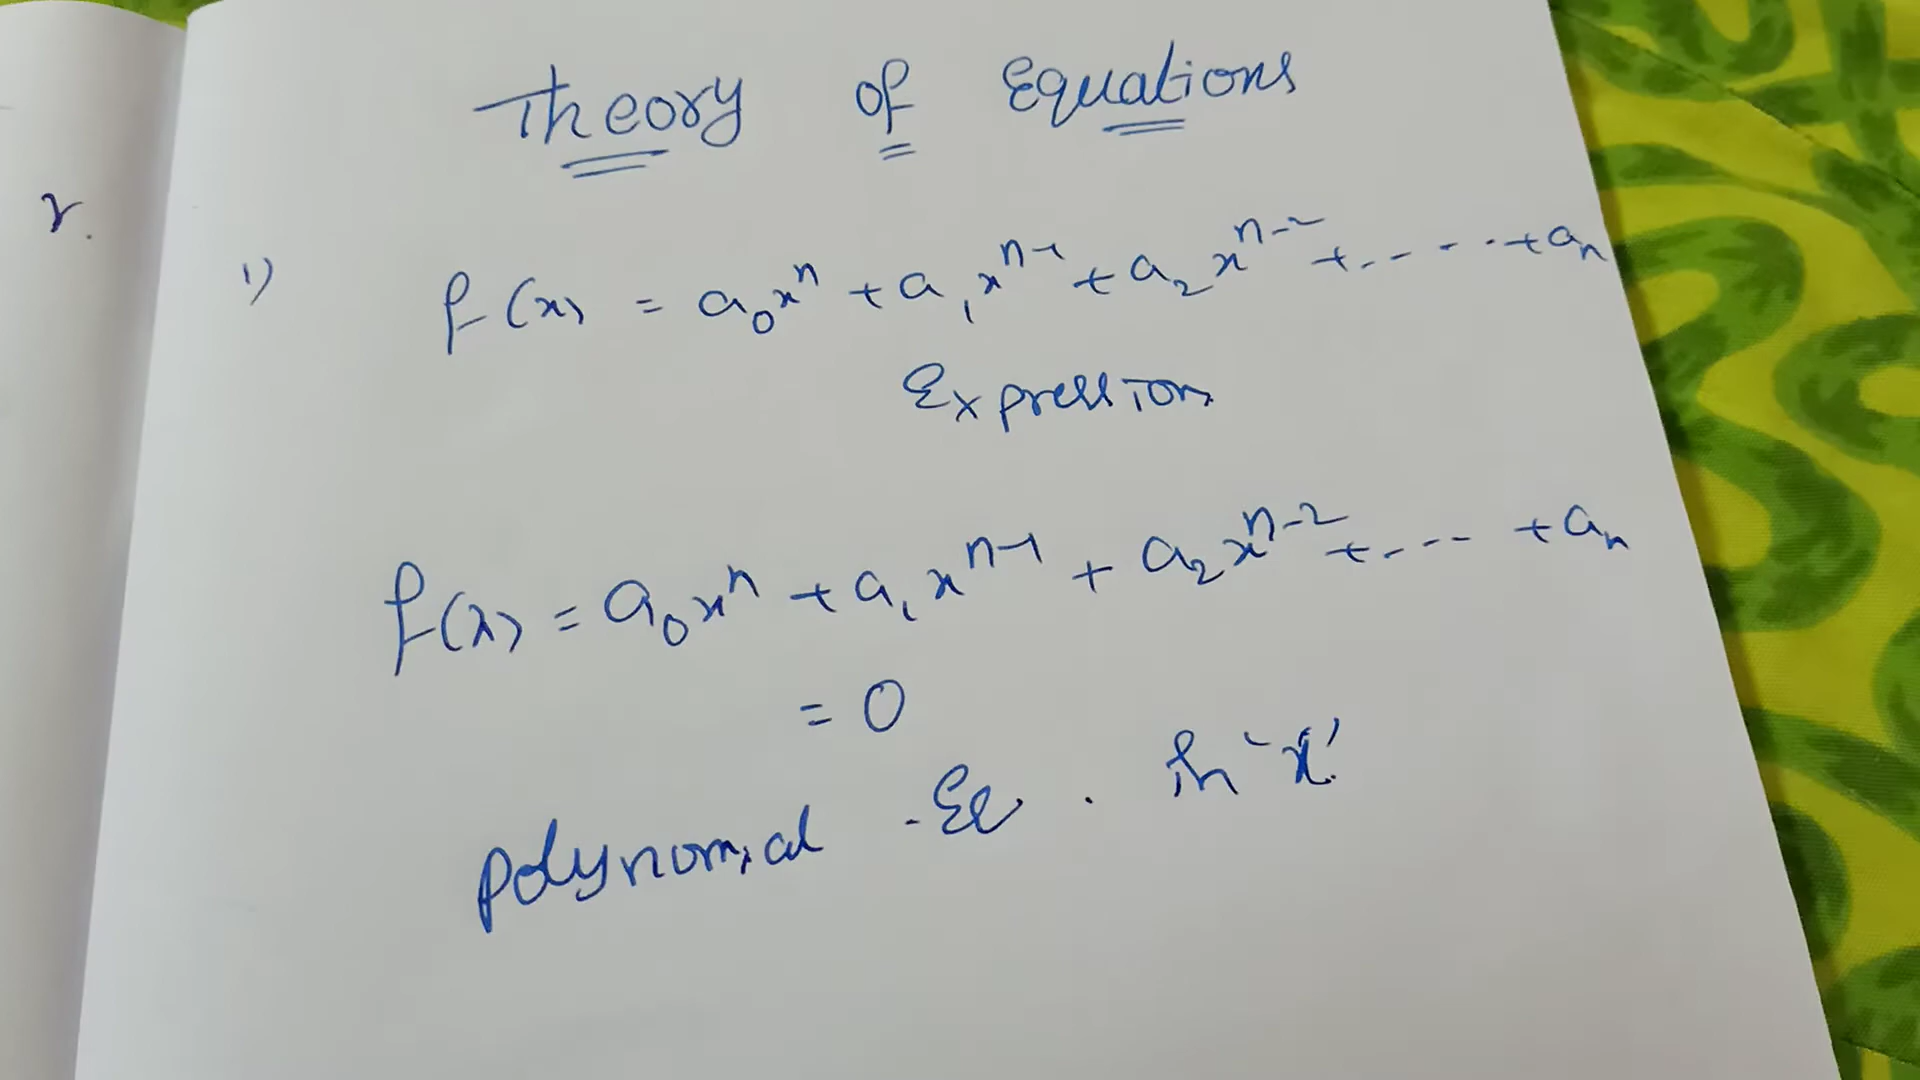 Theory of Equations
r.
1) f(x) = a₀xⁿ + a₁xⁿ⁻¹ + a₂xⁿ⁻² + - - - - + aₙ
Expression
f(x) = a₀xⁿ + a₁xⁿ⁻¹ + a₂xⁿ⁻² + - - - + aₙ
= 0
polynomial - Eq . in 'x'